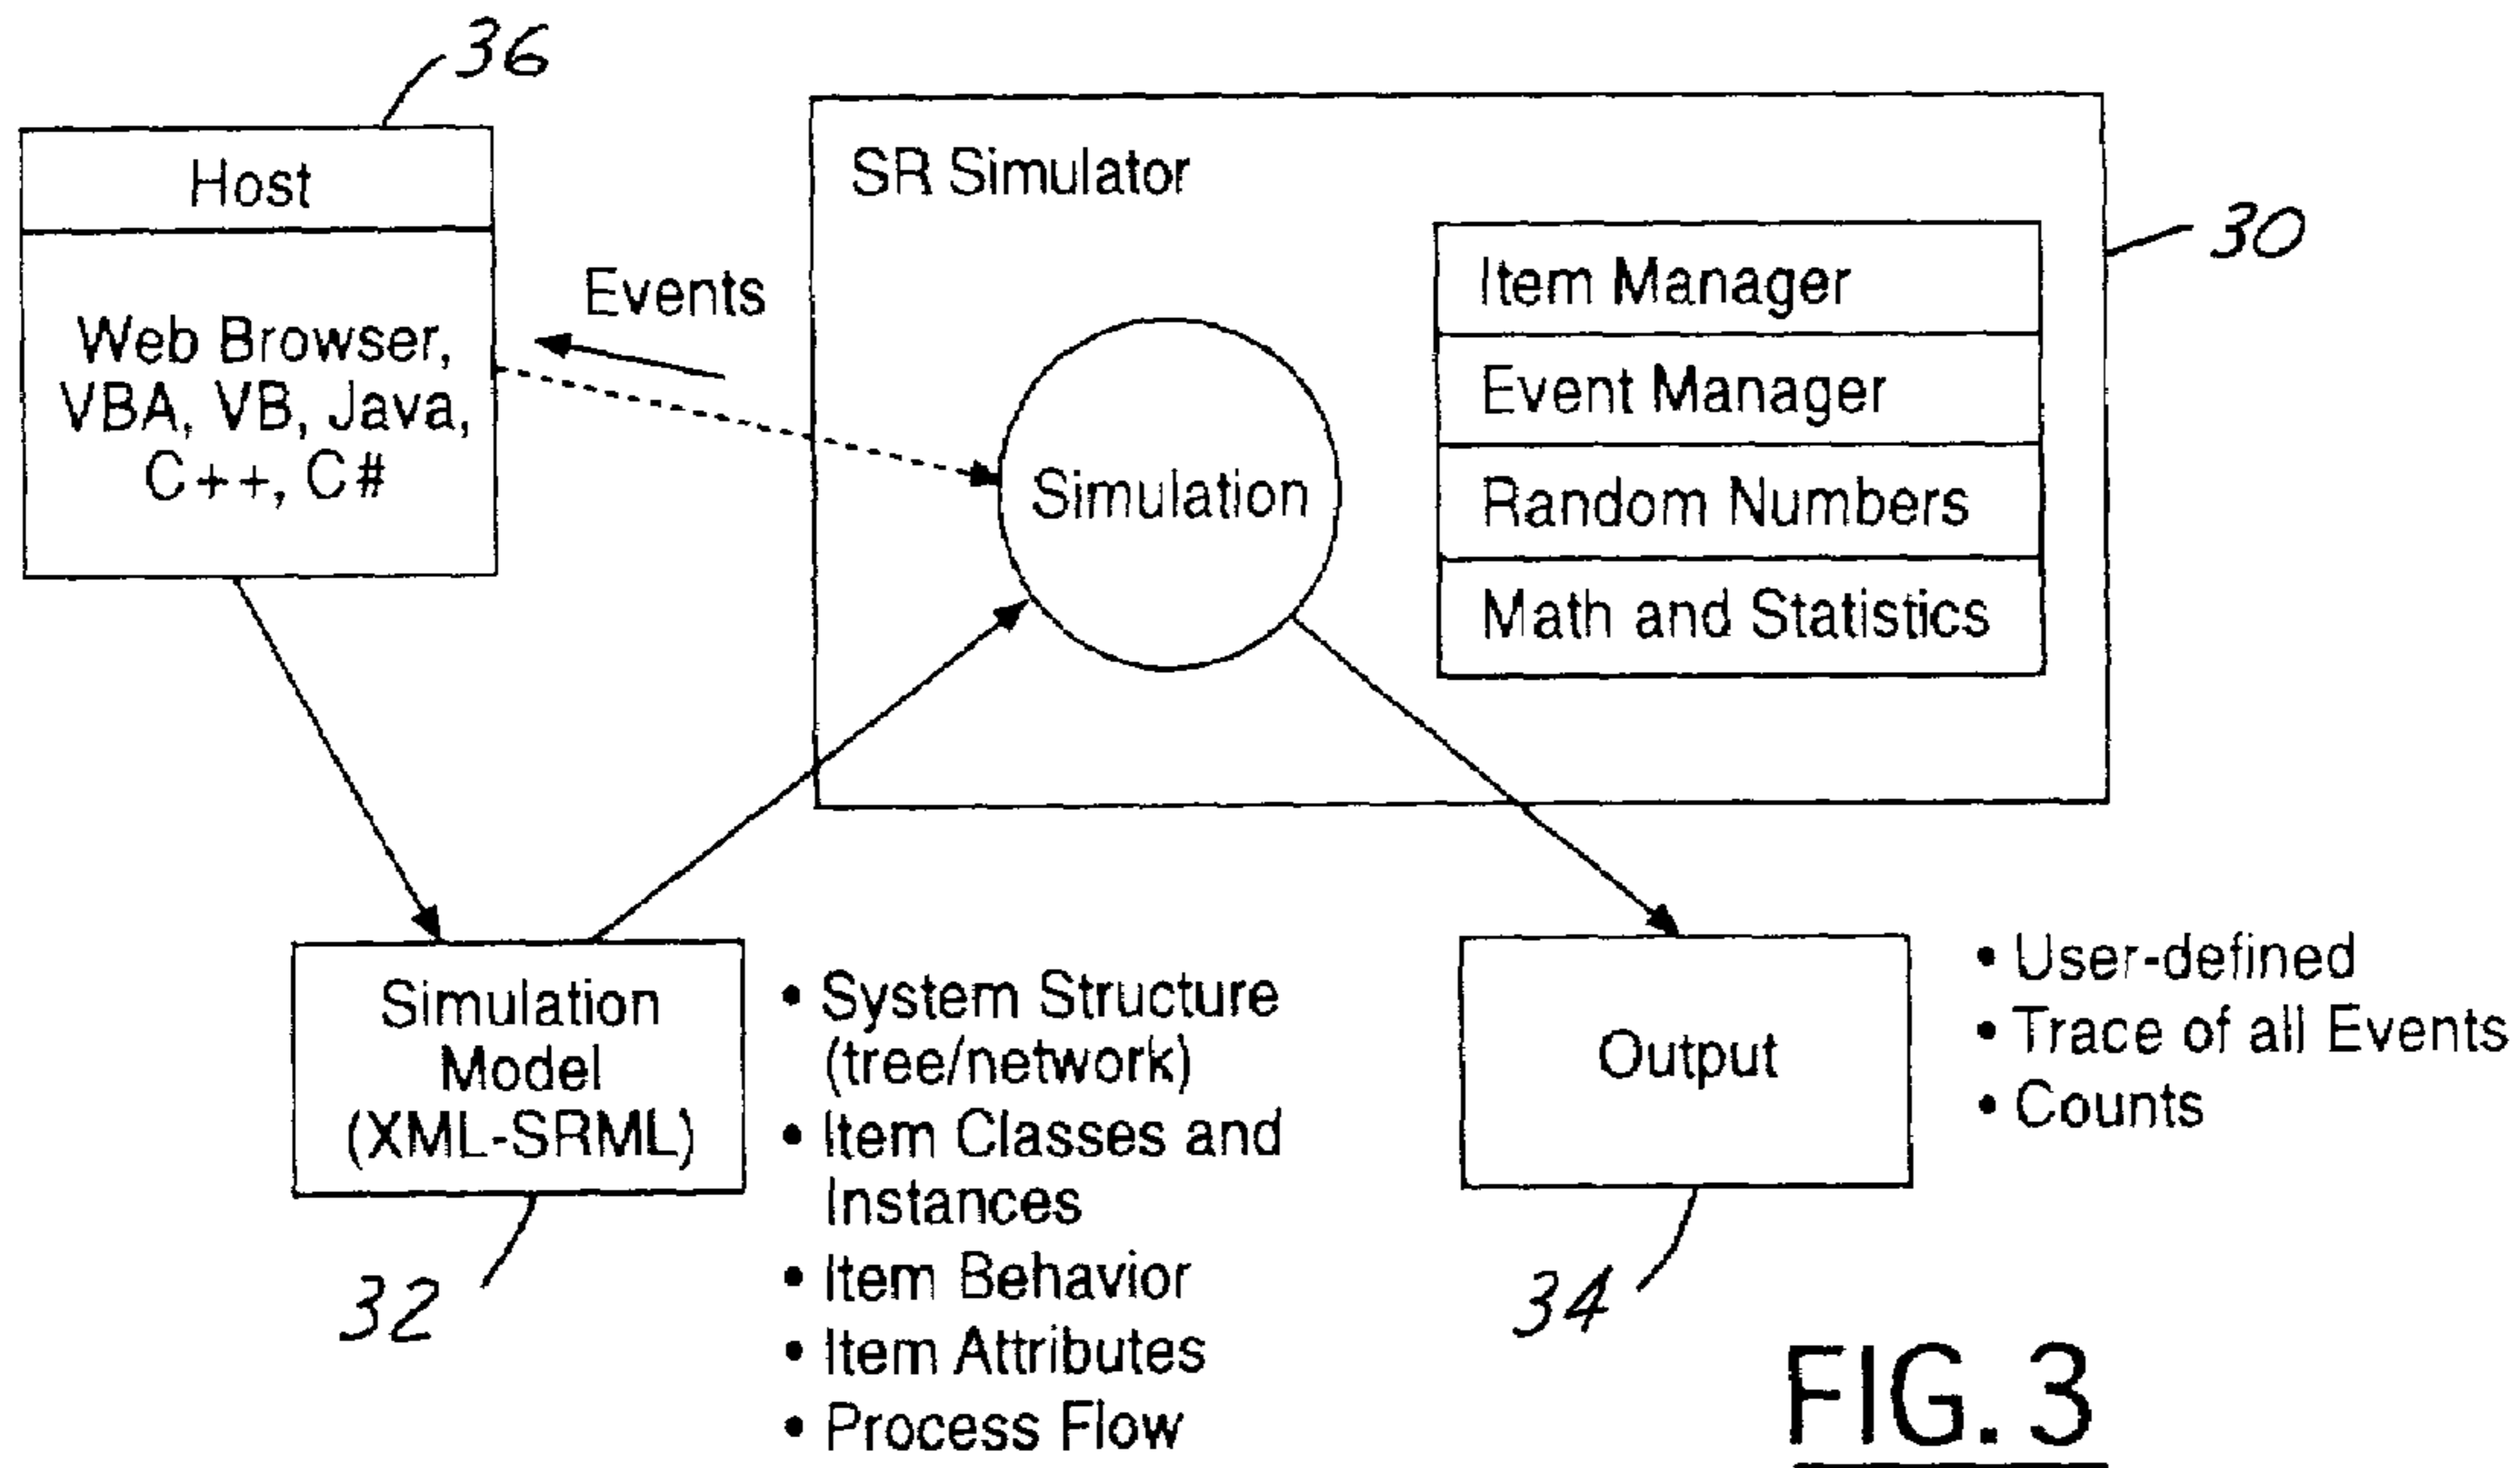 36
Host
Web Browser,
VBA, VB, Java,
C++, C#
Events
SR Simulator
Simulation
Item Manager
Event Manager
Random Numbers
Math and Statistics
30
Simulation
Model
(XML-SRML)
32
• System Structure
(tree/network)
• Item Classes and
Instances
• Item Behavior
• Item Attributes
• Process Flow
Output
34
• User-defined
• Trace of all Events
• Counts
FIG. 3